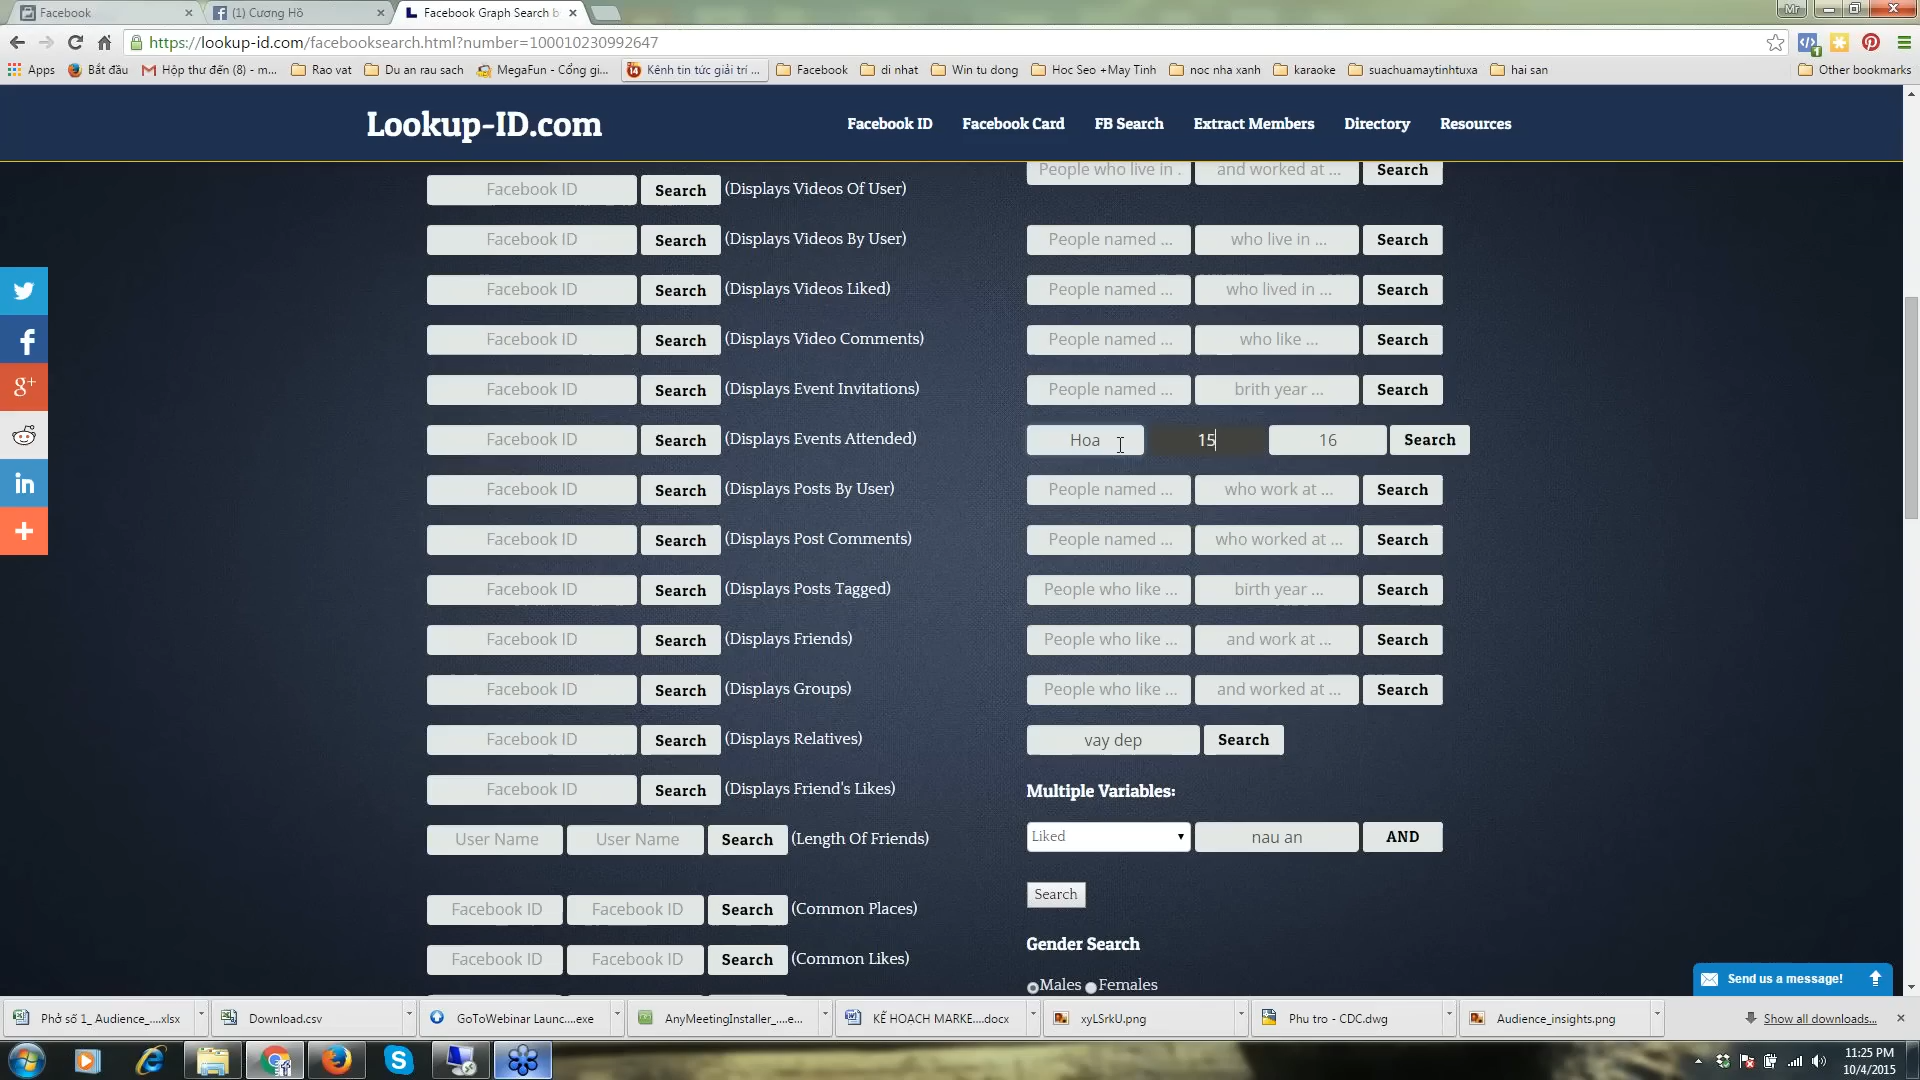 Facebook
(1) Cương Hồ
Facebook Graph Search b
Mr
https://lookup-id.com/facebooksearch.html?number=100010230992647
Apps
Bắt đầu
Hộp thư đến (8) - m...
Rao vat
Du an rau sach
MegaFun - Cổng gi...
Kênh tin tức giải trí ...
Facebook
di nhat
Win tu dong
Hoc Seo +May Tinh
noc nha xanh
karaoke
suachuamaytinhtuxa
hai san
Other bookmarks
Lookup-ID.com
Facebook ID
Facebook Card
FB Search
Extract Members
Directory
Resources
People who live in . and worked at ... Search
Facebook ID Search (Displays Videos Of User)
Facebook ID Search (Displays Videos By User)
People named ... who live in ... Search
Facebook ID Search (Displays Videos Liked)
People named ... who lived in ... Search
Facebook ID Search (Displays Video Comments)
People named ... who like ... Search
Facebook ID Search (Displays Event Invitations)
People named ... brith year ... Search
Facebook ID Search (Displays Events Attended)
Hoa 15 16 Search
Facebook ID Search (Displays Posts By User)
People named ... who work at ... Search
Facebook ID Search (Displays Post Comments)
People named ... who worked at ... Search
Facebook ID Search (Displays Posts Tagged)
People who like ... birth year ... Search
Facebook ID Search (Displays Friends)
People who like ... and work at ... Search
Facebook ID Search (Displays Groups)
People who like ... and worked at ... Search
Facebook ID Search (Displays Relatives)
vay dep Search
Facebook ID Search (Displays Friend's Likes)
Multiple Variables:
User Name User Name Search (Length Of Friends)
Liked nau an AND
Search
Facebook ID Facebook ID Search (Common Places)
Gender Search
Facebook ID Facebook ID Search (Common Likes)
Males Females
Send us a message!
Phở số 1_ Audience_....xlsx
Download.csv
GoToWebinar Launc....exe
AnyMeetingInstaller_....e...
KẾ HOẠCH MARKE....docx
xyLSrkU.png
Phu tro - CDC.dwg
Audience_insights.png
Show all downloads...
11:25 PM
10/4/2015